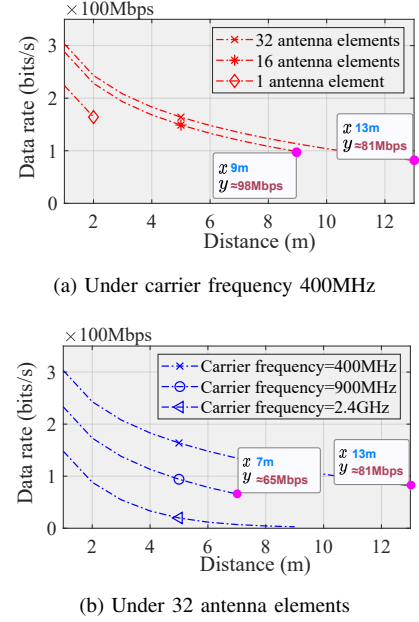 ×100Mbps
4
3
2
1
0
Data rate (bits/s)
32 antenna elements
16 antenna elements
1 antenna element
x 9m
y ≈98Mbps
x 13m
y ≈81Mbps
2 4 6 8 10 12
Distance (m)
(a) Under carrier frequency 400MHz
×100Mbps
4
3
2
1
0
Data rate (bits/s)
Carrier frequency=400MHz
Carrier frequency=900MHz
Carrier frequency=2.4GHz
x 7m
y ≈65Mbps
x 13m
y ≈81Mbps
2 4 6 8 10 12
Distance (m)
(b) Under 32 antenna elements